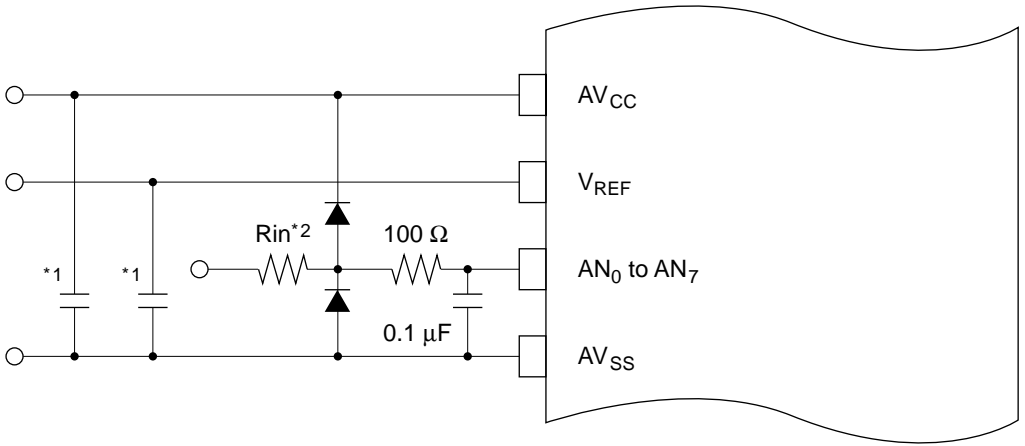 AVCC
VREF
Rin*2
100 Ω
*1
*1
AN0 to AN7
0.1 μF
AVSS